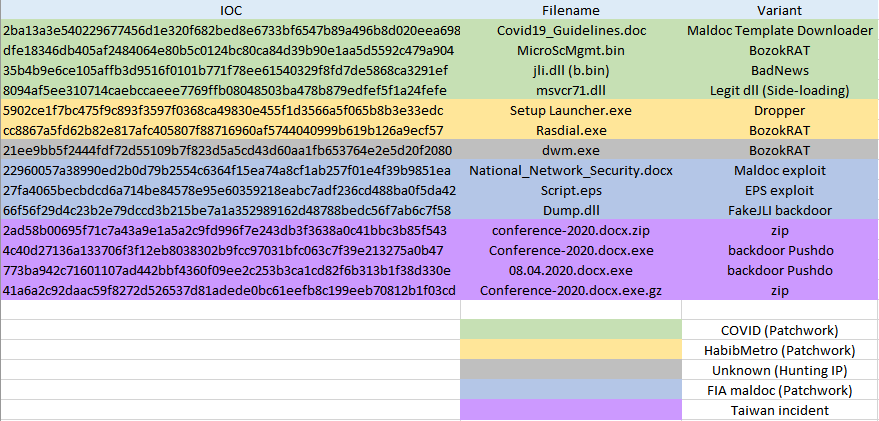 IOC Filename Variant
2ba13a3e540229677456d1e320f682bed8e6733bf6547b89a496b8d020eea698 Covid19_Guidelines.doc Maldoc Template Downloader
dfe18346db405af2484064e80b5c0124bc80ca84d39b90e1aa5d5592c479a904 MicroScMgmt.bin BozokRAT
35b4b9e6ce105affb3d9516f0101b771f78ee61540329f8fd7de5868ca3291ef jli.dll (b.bin) BadNews
8094af5ee310714caebccaeee7769ffb08048503ba478b879edfef5f1a24fefe msvcr71.dll Legit dll (Side-loading)
5902ce1f7bc475f9c893f3597f0368ca49830e455f1d3566a5f065b8b3e33edc Setup Launcher.exe Dropper
cc8867a5fd62b82e817afc405807f88716960af5744040999b619b126a9ecf57 Rasdial.exe BozokRAT
21ee9bb5f2444fdf72d55109b7f823d5a5cd43d60aa1fb653764e2e5d20f2080 dwm.exe BozokRAT
22960057a38990ed2b0d79b2554c6364f15ea74a8cf1ab257f01e4f39b9851ea National_Network_Security.docx Maldoc exploit
27fa4065becbdcd6a714be84578e95e60359218eabc7adf236cd488ba0f5da42 Script.eps EPS exploit
66f56f29d4c23b2e79dccd3b215be7a1a352989162d48788bedc56f7ab6c7f58 Dump.dll FakeJLI backdoor
2ad58b00695f71c7a43a9e1a5a2c9fd996f7e243db3f3638a0c41bbc3b85f543 conference-2020.docx.zip zip
4c40d27136a133706f3f12eb8038302b9fcc97031bfc063c7f39e213275a0b47 Conference-2020.docx.exe backdoor Pushdo
773ba942c71601107ad442bbf4360f09ee2c253b3ca1cd82f6b313b1f38d330e 08.04.2020.docx.exe backdoor Pushdo
41a6a2c92daac59f8272d526537d81adede0bc61eefb8c199eeb70812b1f03cd Conference-2020.docx.exe.gz zip
COVID (Patchwork)
HabibMetro (Patchwork)
Unknown (Hunting IP)
FIA maldoc (Patchwork)
Taiwan incident